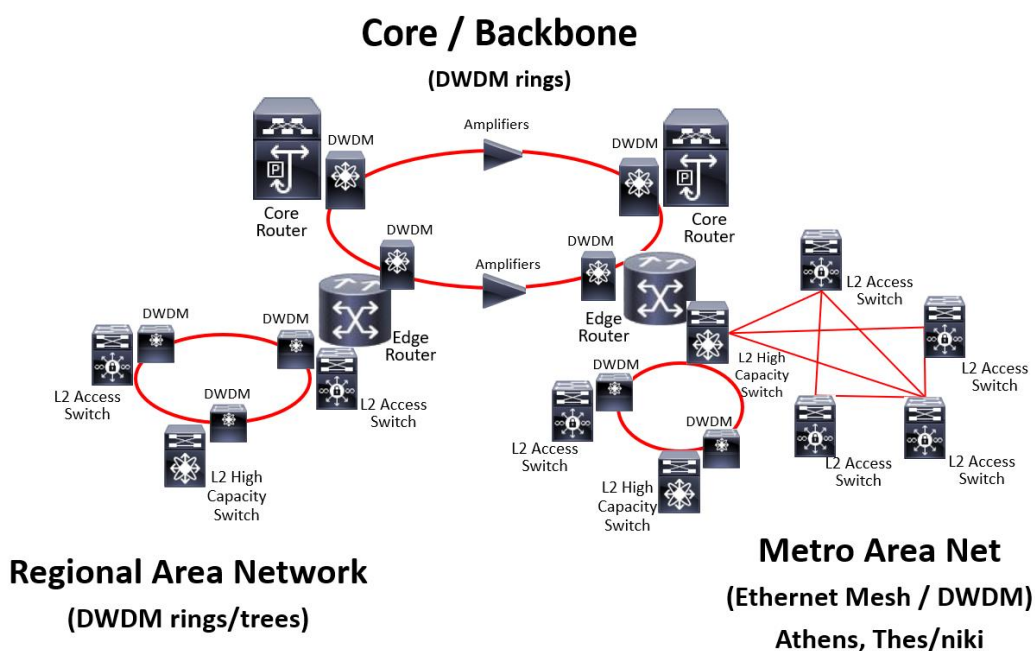 Core / Backbone
(DWDM rings)
Amplifiers
DWDM
DWDM
P
P
Core
Router
Core
Router
DWDM
DWDM
Amplifiers
L2 Access
Switch
Edge
Router
Edge
Router
DWDM
DWDM
L2 Access
Switch
L2 High
Capacity
Switch
L2 Access
Switch
DWDM
L2 Access
Switch
DWDM
L2 Access
Switch
DWDM
L2 Access
Switch
L2 Access
Switch
L2 Access
Switch
L2 High
Capacity
Switch
L2 High
Capacity
Switch
Regional Area Network
(DWDM rings/trees)
Metro Area Net
(Ethernet Mesh / DWDM)
Athens, Thes/niki